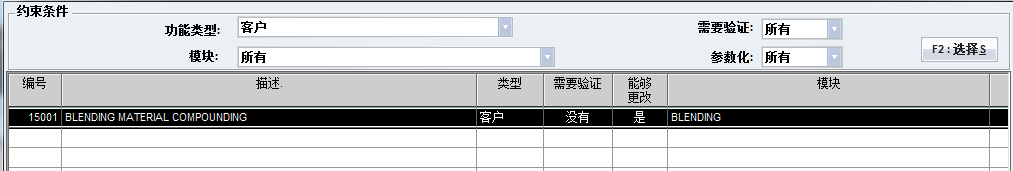 约束条件
功能类型: 客户 需要验证: 所有
模块: 所有 参数化: 所有 F2:选择S
编号 描述. 类型 需要验证 能够更改 模块
15001 BLENDING MATERIAL COMPOUNDING 客户 没有 是 BLENDING